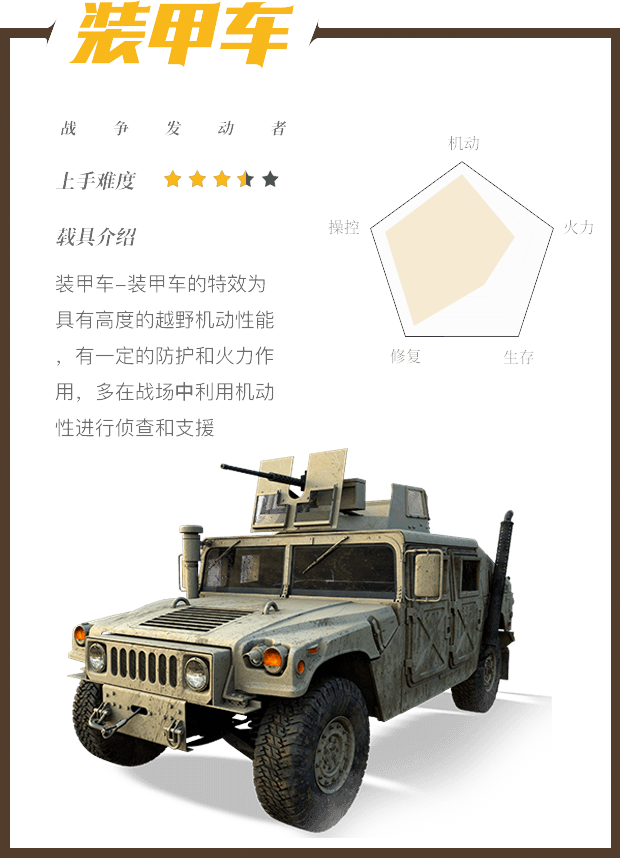 装甲车
战争发动者
上手难度
载具介绍
装甲车-装甲车的特效为
具有高度的越野机动性能
，有一定的防护和火力作
用，多在战场中利用机动
性进行侦查和支援
机动
操控
火力
修复
生存